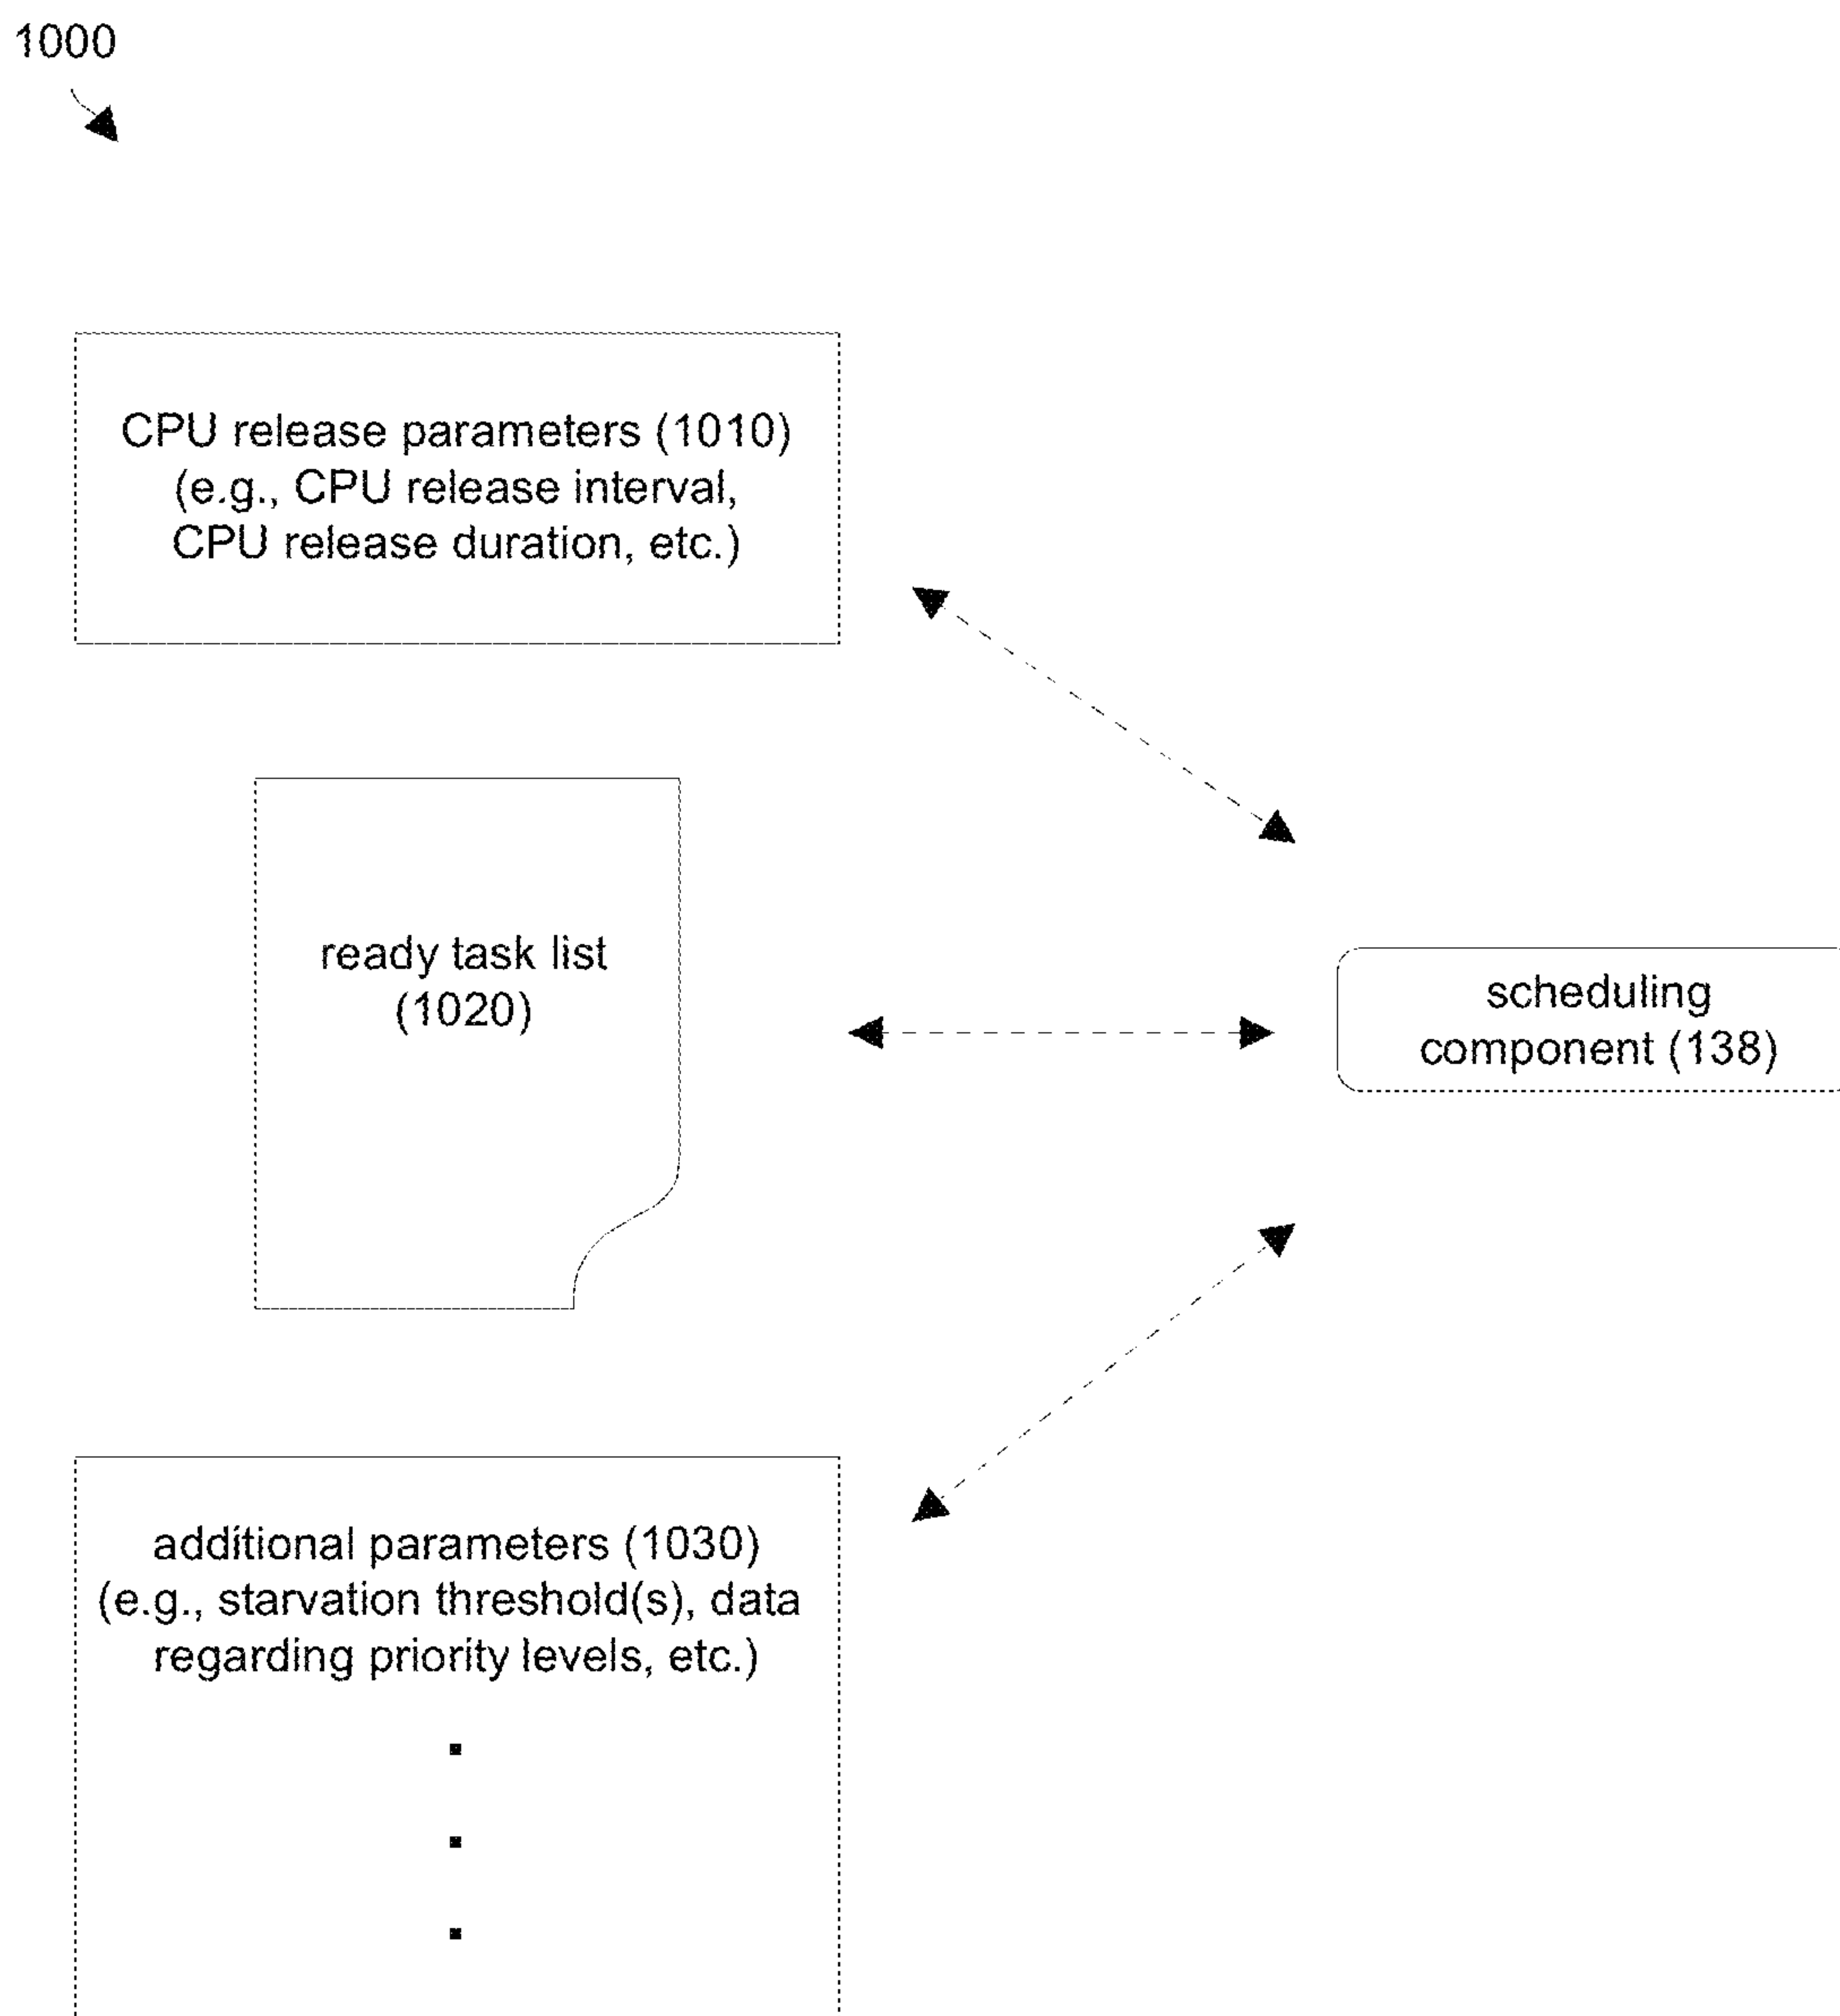 1000
CPU release parameters (1010)
(e.g., CPU release interval,
CPU release duration, etc.)
ready task list
(1020)
scheduling
component (138)
additional parameters (1030)
(e.g., starvation threshold(s), data
regarding priority levels, etc.)